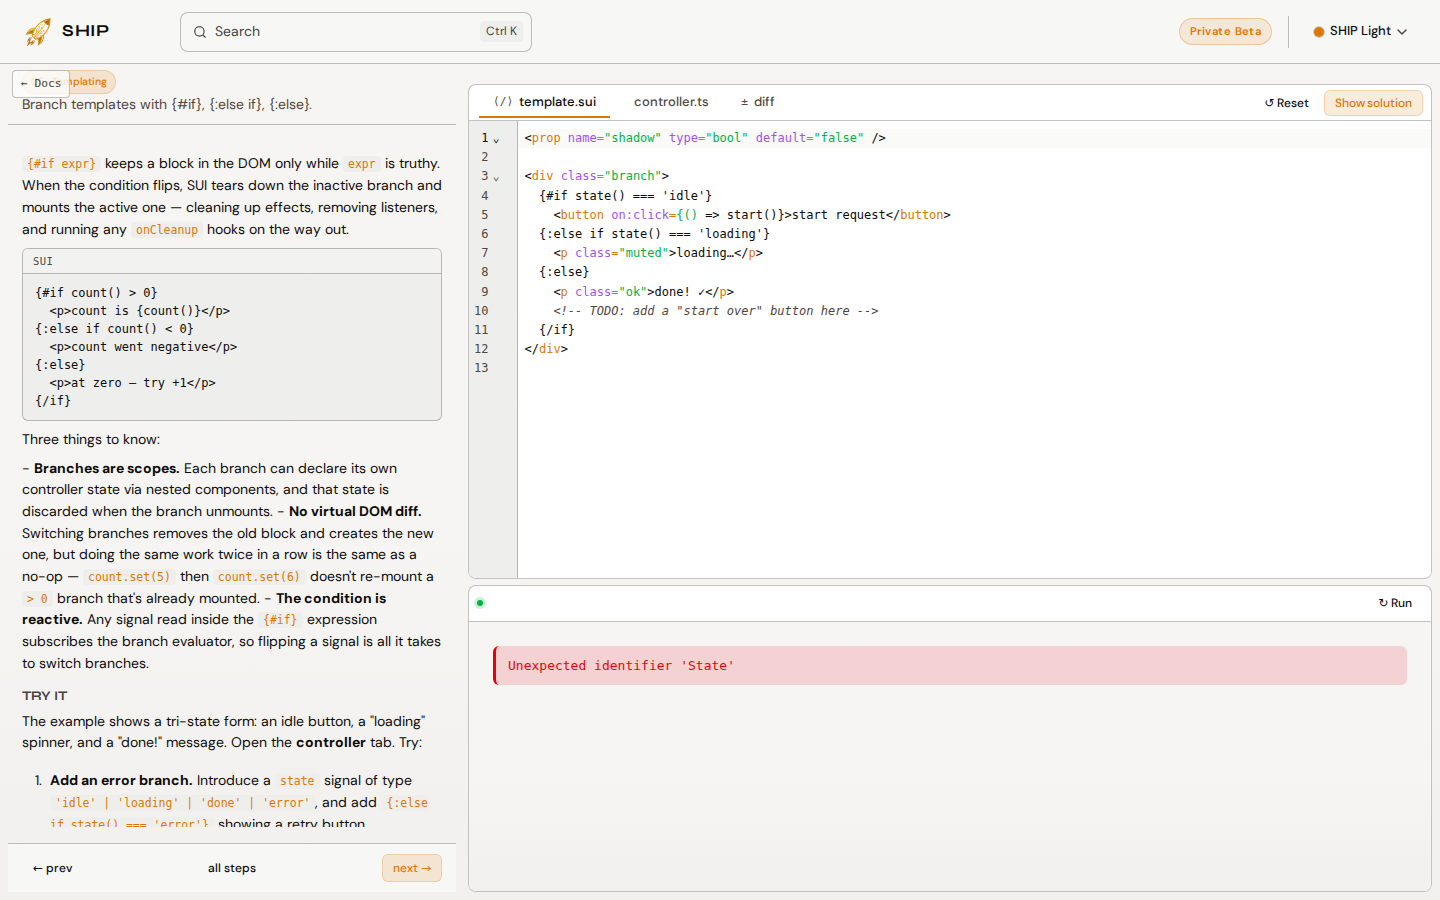 SHIP
Search
Ctrl K
Private Beta
SHIP Light
← Docs
mplating
Branch templates with {#if}, {:else if}, {:else}.
{#if expr} keeps a block in the DOM only while expr is truthy.
When the condition flips, SUI tears down the inactive branch and
mounts the active one — cleaning up effects, removing listeners,
and running any onCleanup hooks on the way out.
SUI
{#if count() > 0}
  <p>count is {count()}</p>
{:else if count() < 0}
  <p>count went negative</p>
{:else}
  <p>at zero — try +1</p>
{/if}
Three things to know:
- Branches are scopes. Each branch can declare its own
controller state via nested components, and that state is
discarded when the branch unmounts. - No virtual DOM diff.
Switching branches removes the old block and creates the new
one, but doing the same work twice in a row is the same as a
no-op — count.set(5) then count.set(6) doesn't re-mount a
> 0 branch that's already mounted. - The condition is
reactive. Any signal read inside the {#if} expression
subscribes the branch evaluator, so flipping a signal is all it takes
to switch branches.
TRY IT
The example shows a tri-state form: an idle button, a "loading"
spinner, and a "done!" message. Open the controller tab. Try:
1. Add an error branch. Introduce a state signal of type
'idle' | 'loading' | 'done' | 'error', and add {:else
if state() === 'error'} showing a retry button
← prev
all steps
next →
⟨/⟩ template.sui
controller.ts
± diff
↺ Reset
Show solution
1 <prop name="shadow" type="bool" default="false" />
2
3 <div class="branch">
4   {#if state() === 'idle'}
5     <button on:click={() => start()}>start request</button>
6   {:else if state() === 'loading'}
7     <p class="muted">loading…</p>
8   {:else}
9     <p class="ok">done! ✓</p>
10     <!-- TODO: add a "start over" button here -->
11   {/if}
12 </div>
13
↻ Run
Unexpected identifier 'State'